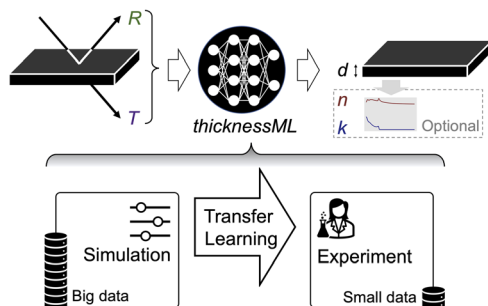 R
T
thicknessML
d
n
k
Optional
Simulation
Big data
Transfer
Learning
Experiment
Small data